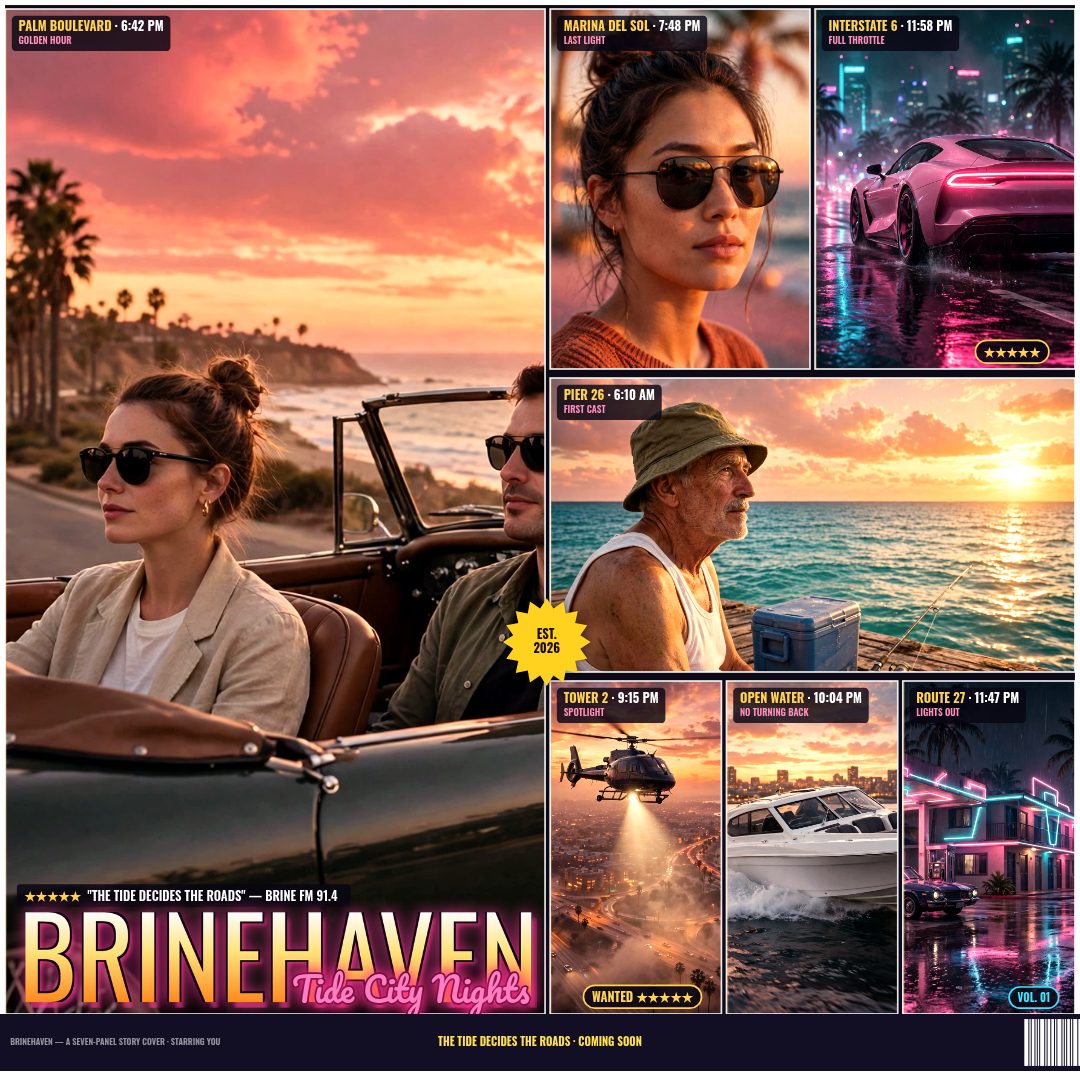 PALM BOULEVARD · 6:42 PM
GOLDEN HOUR
MARINA DEL SOL · 7:48 PM
LAST LIGHT
INTERSTATE 6 · 11:58 PM
FULL THROTTLE
★★★★★
PIER 26 · 6:10 AM
FIRST CAST
EST.
2026
TOWER 2 · 9:15 PM
SPOTLIGHT
OPEN WATER · 10:04 PM
NO TURNING BACK
ROUTE 27 · 11:47 PM
LIGHTS OUT
★★★★★ "THE TIDE DECIDES THE ROADS" — BRINE FM 91.4
BRINEHAVEN
Tide City Nights
WANTED ★★★★★
VOL. 01
BRINEHAVEN — A SEVEN-PANEL STORY COVER · STARRING YOU
THE TIDE DECIDES THE ROADS · COMING SOON